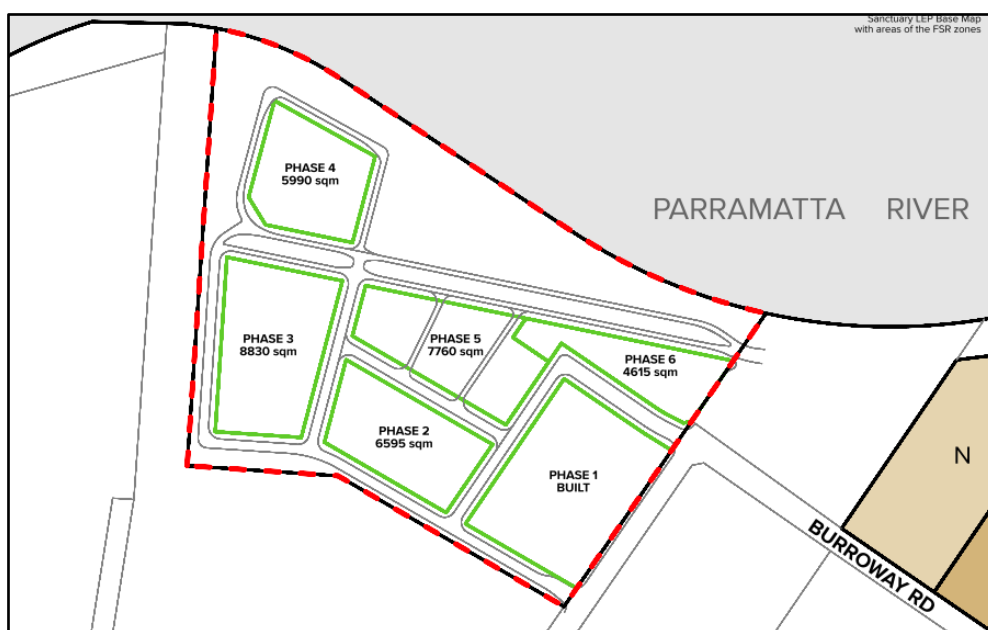 Sanctuary LEP Base Map
with areas of the FSR zones
PHASE 4
5990 sqm
PARRAMATTA RIVER
PHASE 3
8830 sqm
PHASE 5
7760 sqm
PHASE 6
4615 sqm
PHASE 2
6595 sqm
PHASE 1
BUILT
N
BURROWAY RD